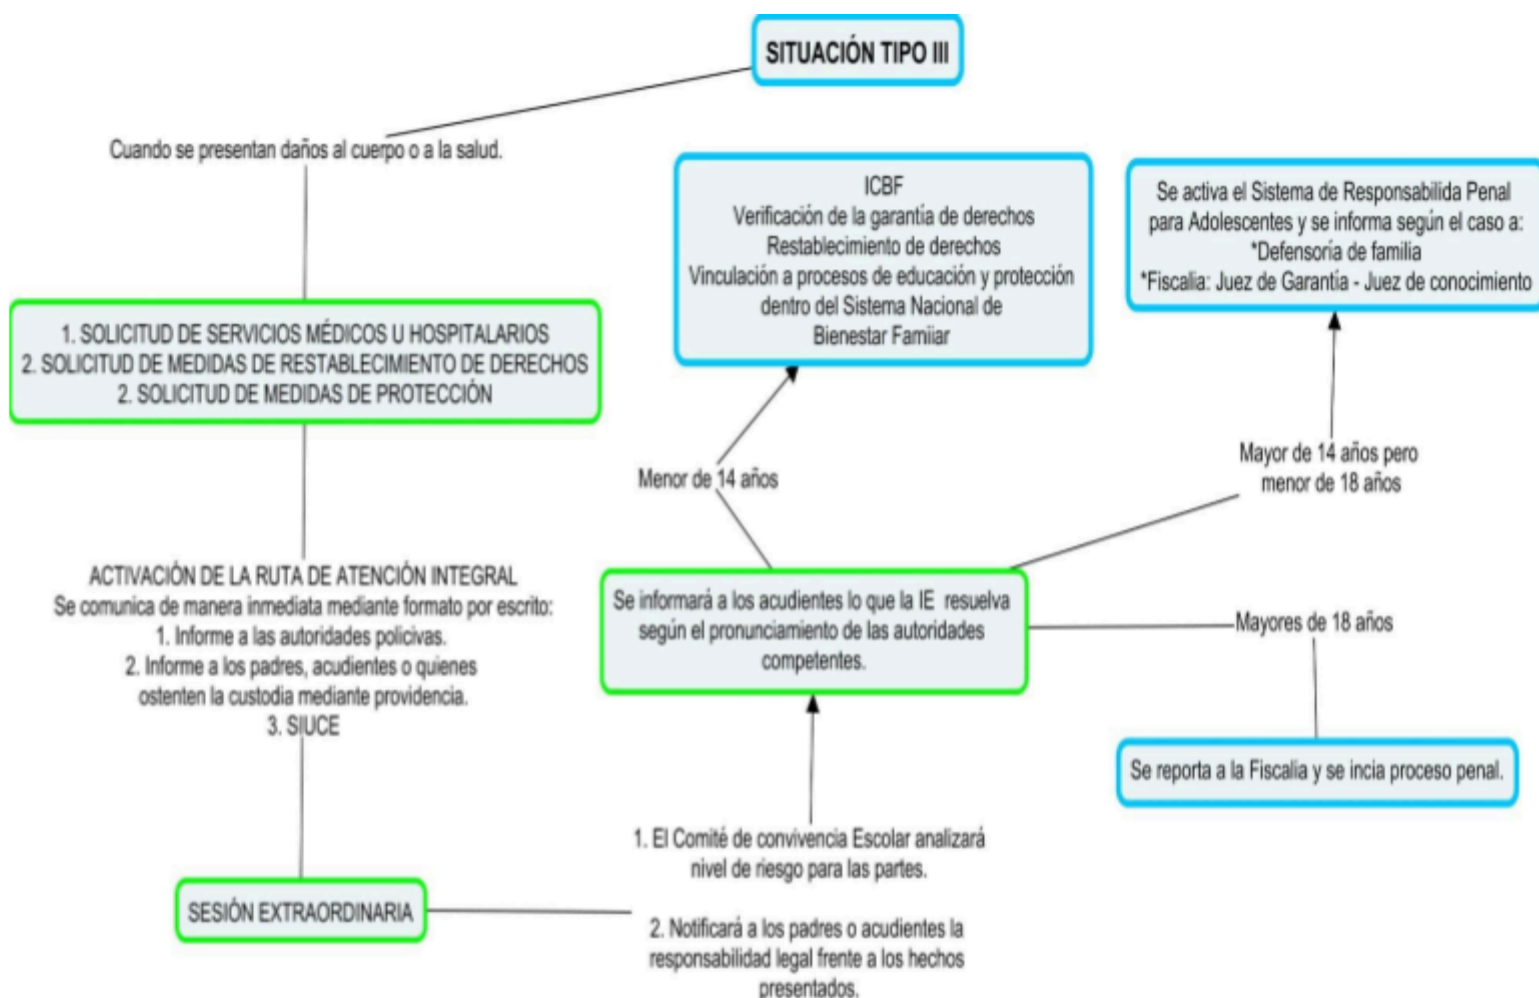 SITUACIÓN TIPO III
Cuando se presentan daños al cuerpo o a la salud.
1. SOLICITUD DE SERVICIOS MÉDICOS U HOSPITALARIOS
2. SOLICITUD DE MEDIDAS DE RESTABLECIMIENTO DE DERECHOS
2. SOLICITUD DE MEDIDAS DE PROTECCIÓN
ACTIVACIÓN DE LA RUTA DE ATENCIÓN INTEGRAL
Se comunica de manera inmediata mediante formato por escrito:
1. Informe a las autoridades policivas.
2. Informe a los padres, acudientes o quienes
ostenten la custodia mediante providencia.
3. SIUCE
SESIÓN EXTRAORDINARIA
1. El Comité de convivencia Escolar analizará
nivel de riesgo para las partes.
2. Notificará a los padres o acudientes la
responsabilidad legal frente a los hechos
presentados.
Se informará a los acudientes lo que la IE resuelva
según el pronunciamiento de las autoridades
competentes.
Menor de 14 años
ICBF
Verificación de la garantía de derechos
Restablecimiento de derechos
Vinculación a procesos de educación y protección
dentro del Sistema Nacional de
Bienestar Famiiar
Mayor de 14 años pero
menor de 18 años
Se activa el Sistema de Responsabilida Penal
para Adolescentes y se informa según el caso a:
*Defensoría de familia
*Fiscalia: Juez de Garantía - Juez de conocimiento
Mayores de 18 años
Se reporta a la Fiscalia y se incia proceso penal.